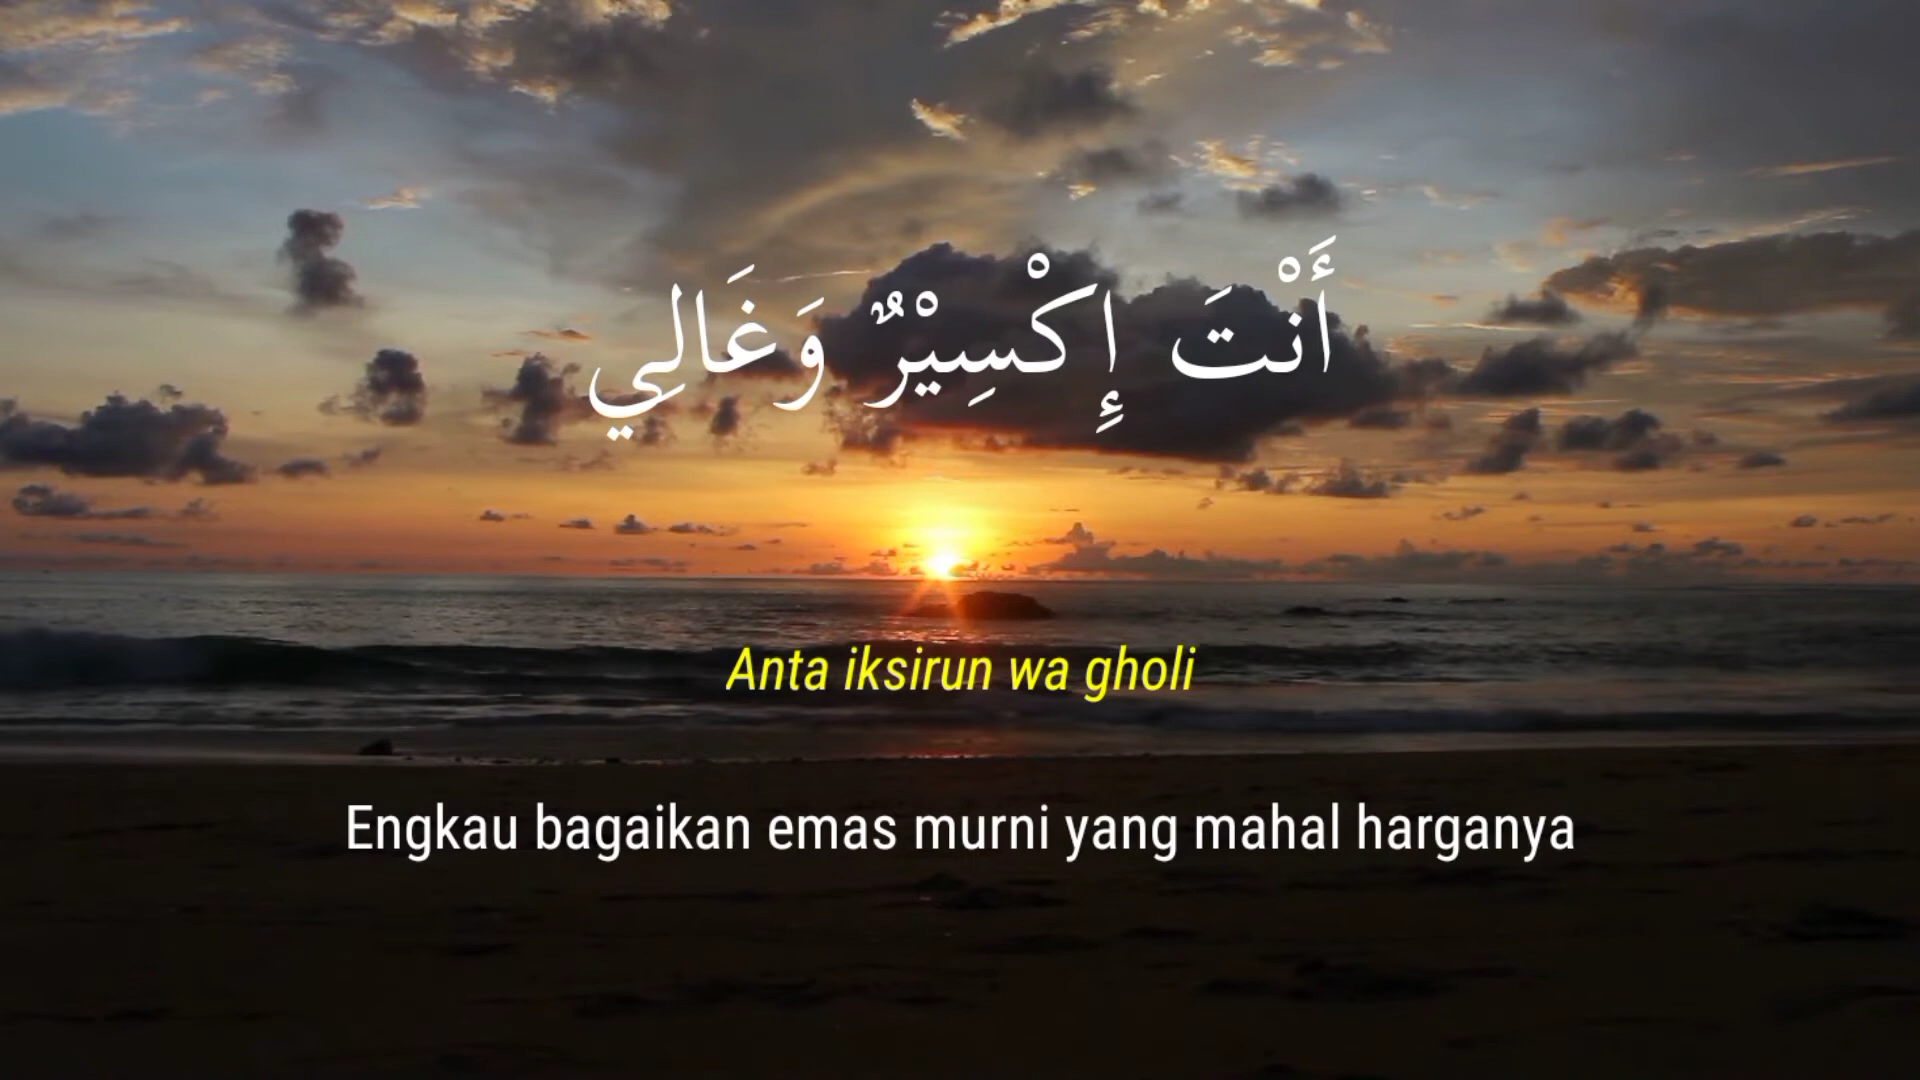 أَنْتَ إِكْسِيْرٌ وَغَالِي
Anta iksirun wa gholi
Engkau bagaikan emas murni yang mahal harganya